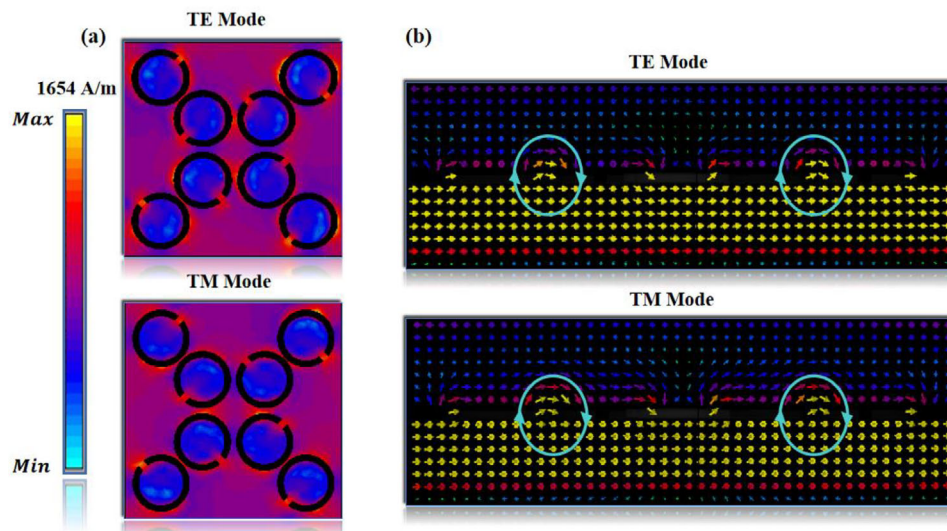 TE Mode
(a)
1654 A/m
Max
Min
TM Mode
(b)
TE Mode
TM Mode